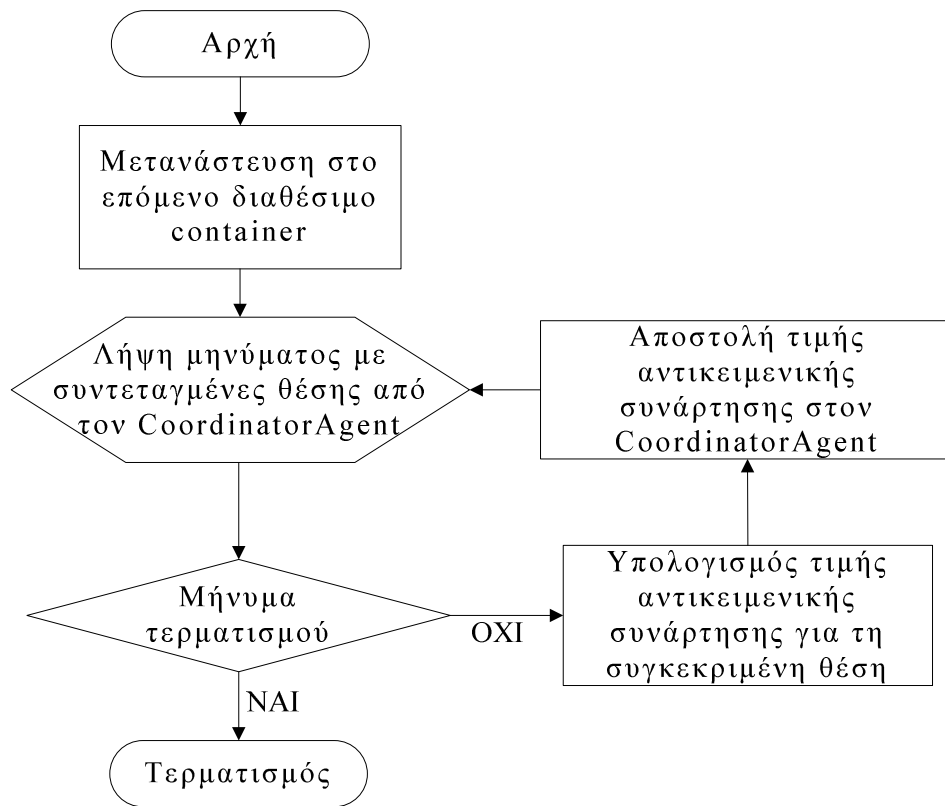 Αρχή
Μετανάστευση στο
επόμενο διαθέσιμο
container
Λήψη μηνύματος με
συντεταγμένες θέσης από
τον CoordinatorAgent
Αποστολή τιμής
αντικειμενικής
συνάρτησης στον
CoordinatorAgent
Μήνυμα
τερματισμού
ΟΧΙ
Υπολογισμός τιμής
αντικειμενικής
συνάρτησης για τη
συγκεκριμένη θέση
ΝΑΙ
Τερματισμός